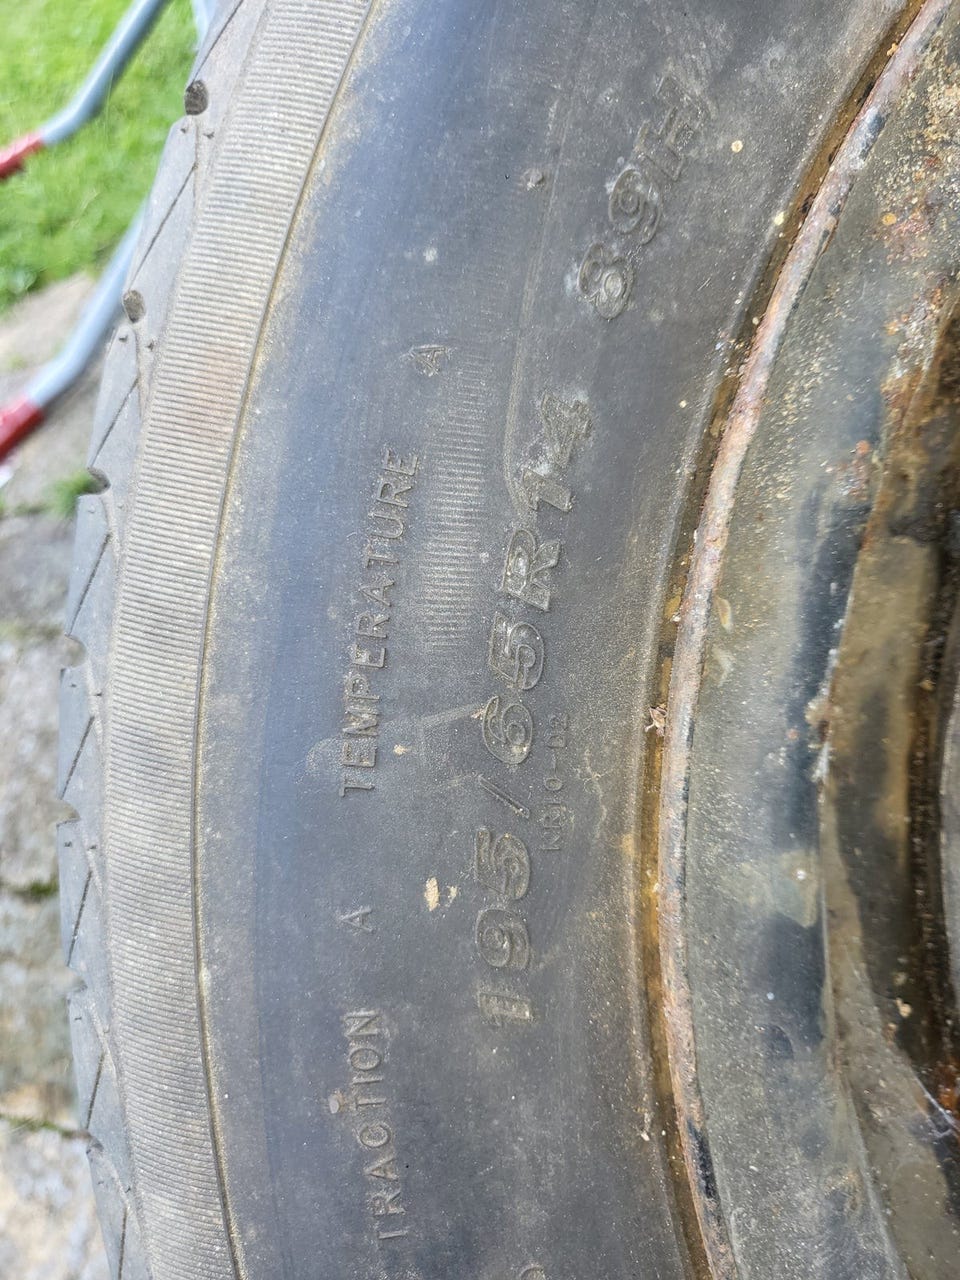 TRACTION A TEMPERATURE A
195/65R14 89H